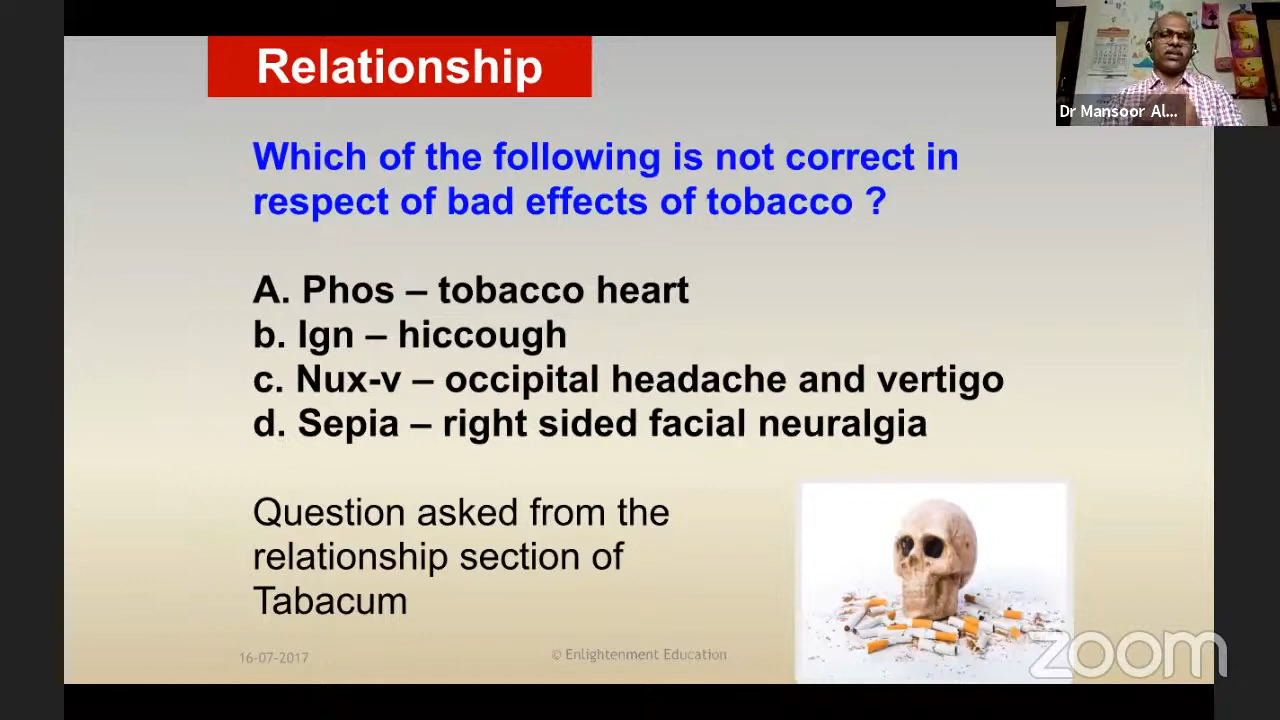 Relationship
Dr Mansoor Al...
Which of the following is not correct in
respect of bad effects of tobacco ?
A. Phos – tobacco heart
b. Ign – hiccough
c. Nux-v – occipital headache and vertigo
d. Sepia – right sided facial neuralgia
Question asked from the
relationship section of
Tabacum
16-07-2017
© Enlightenment Education
zoom